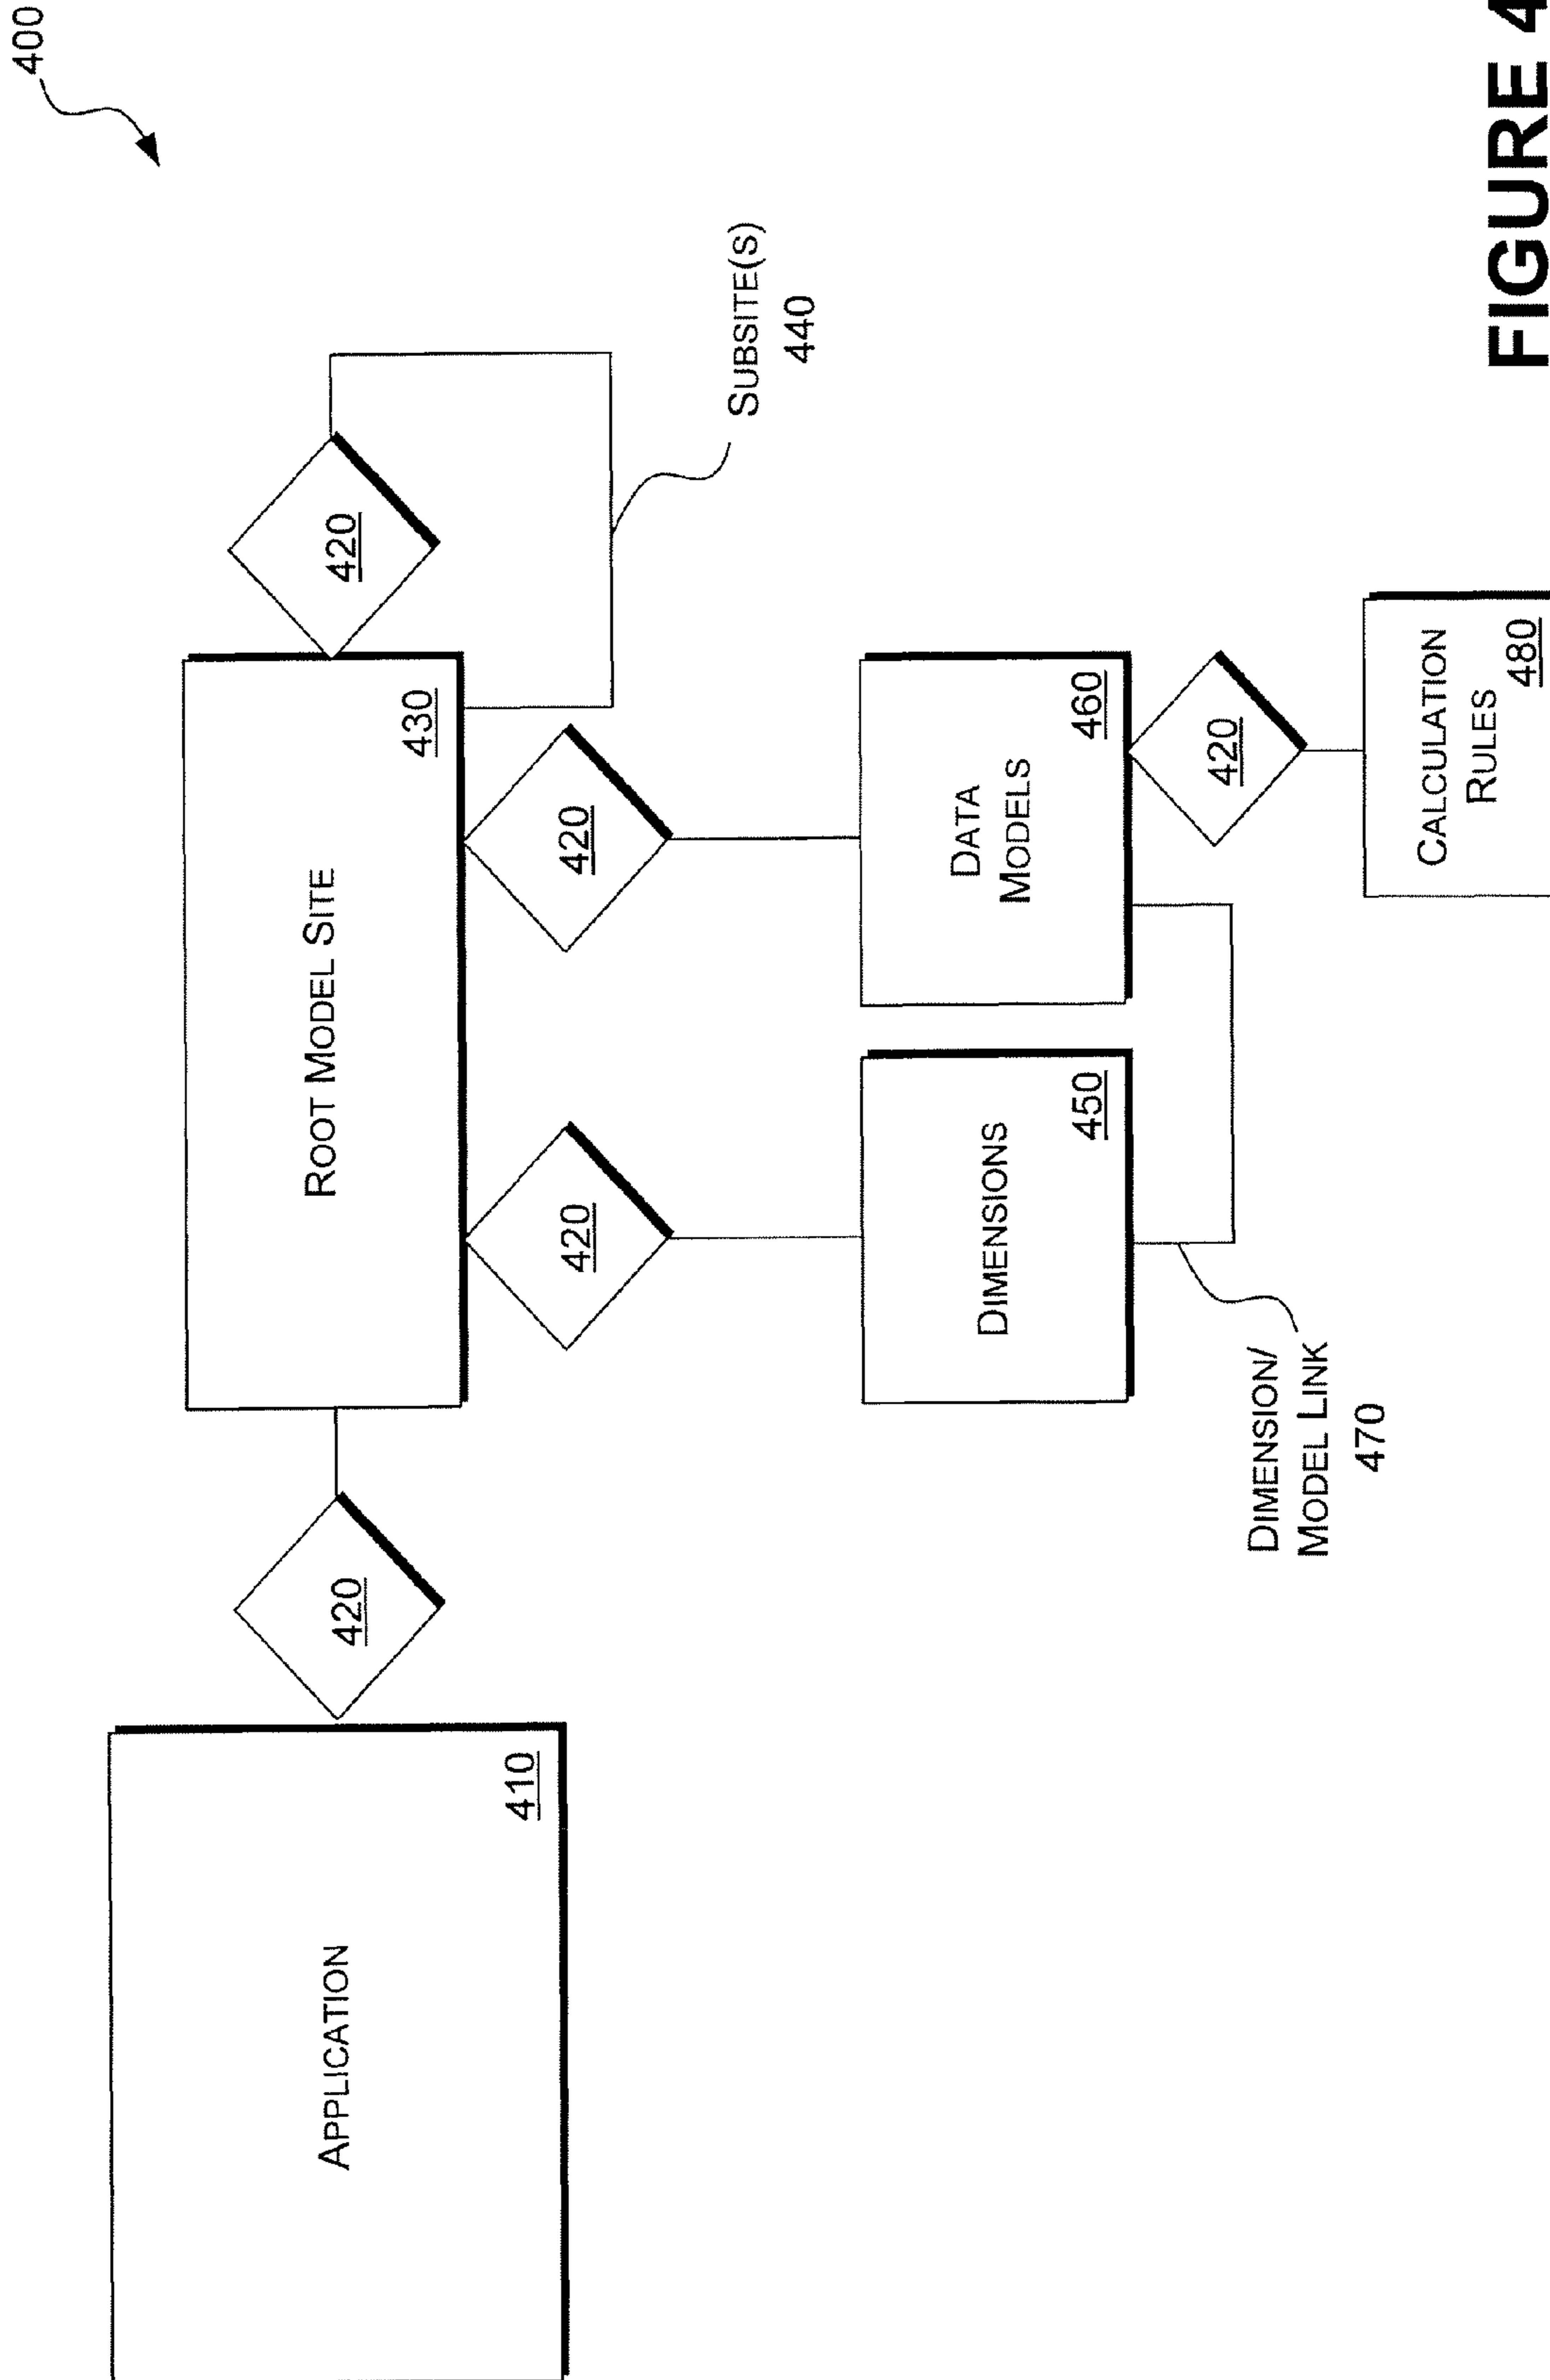 400
APPLICATION
410
420
ROOT MODEL SITE
430
420
SUBSITE(S)
440
420
420
DIMENSIONS
450
DATA
MODELS
460
DIMENSION/
MODEL LINK
470
420
CALCULATION
RULES
480
FIGURE 4